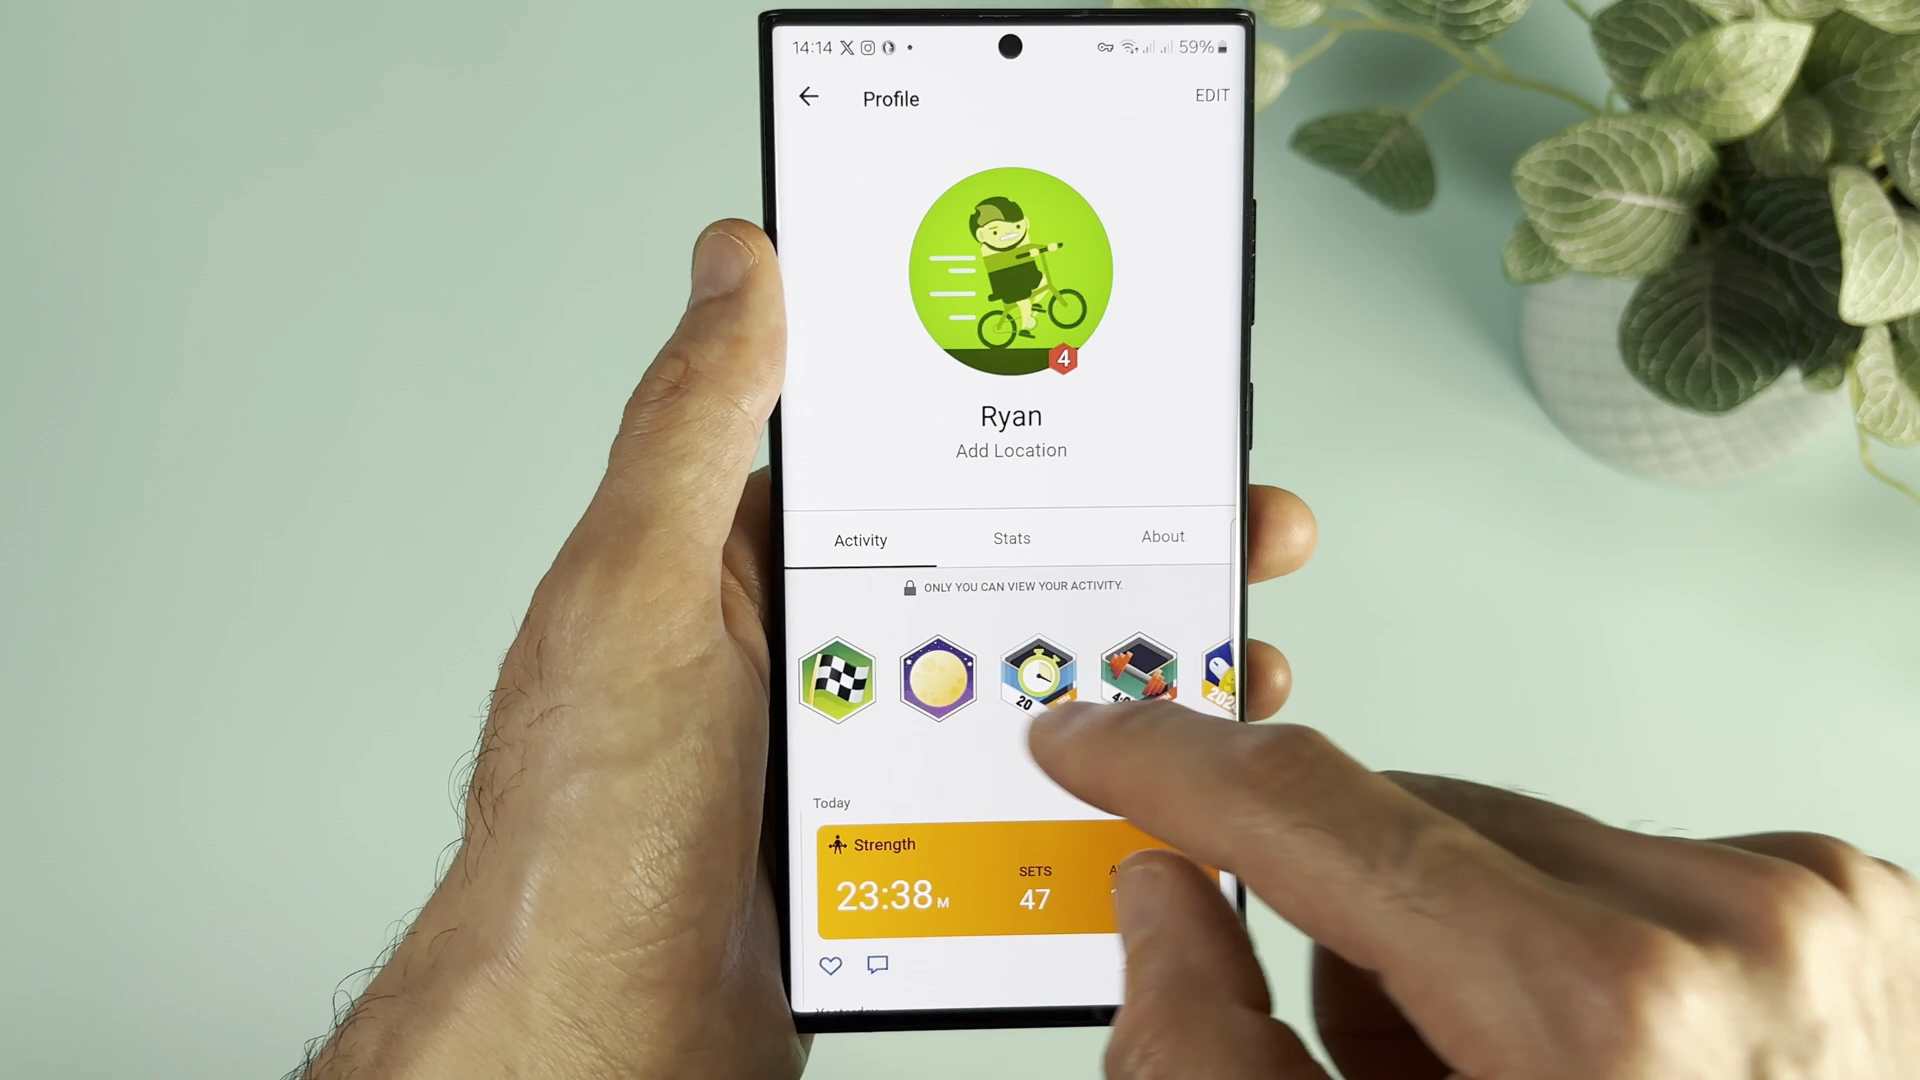 14:14 59%
Profile EDIT
4
Ryan
Add Location
Activity Stats About
ONLY YOU CAN VIEW YOUR ACTIVITY.
20
Today
Strength
SETS
23:38 M 47
Yesterday